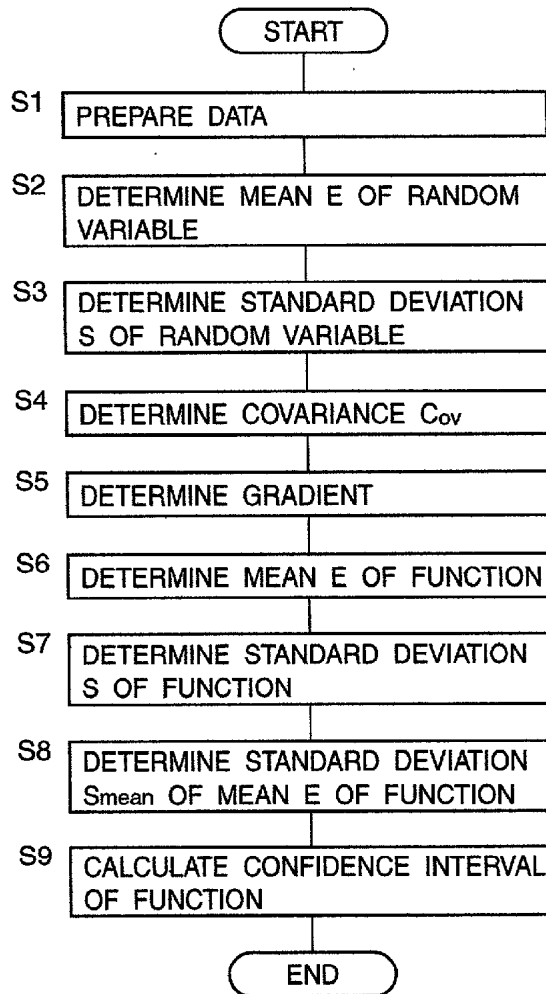 START
S1
PREPARE DATA
S2
DETERMINE MEAN E OF RANDOM
VARIABLE
S3
DETERMINE STANDARD DEVIATION
S OF RANDOM VARIABLE
S4
DETERMINE COVARIANCE Cov
S5
DETERMINE GRADIENT
S6
DETERMINE MEAN E OF FUNCTION
S7
DETERMINE STANDARD DEVIATION
S OF FUNCTION
S8
DETERMINE STANDARD DEVIATION
Smean OF MEAN E OF FUNCTION
S9
CALCULATE CONFIDENCE INTERVAL
OF FUNCTION
END